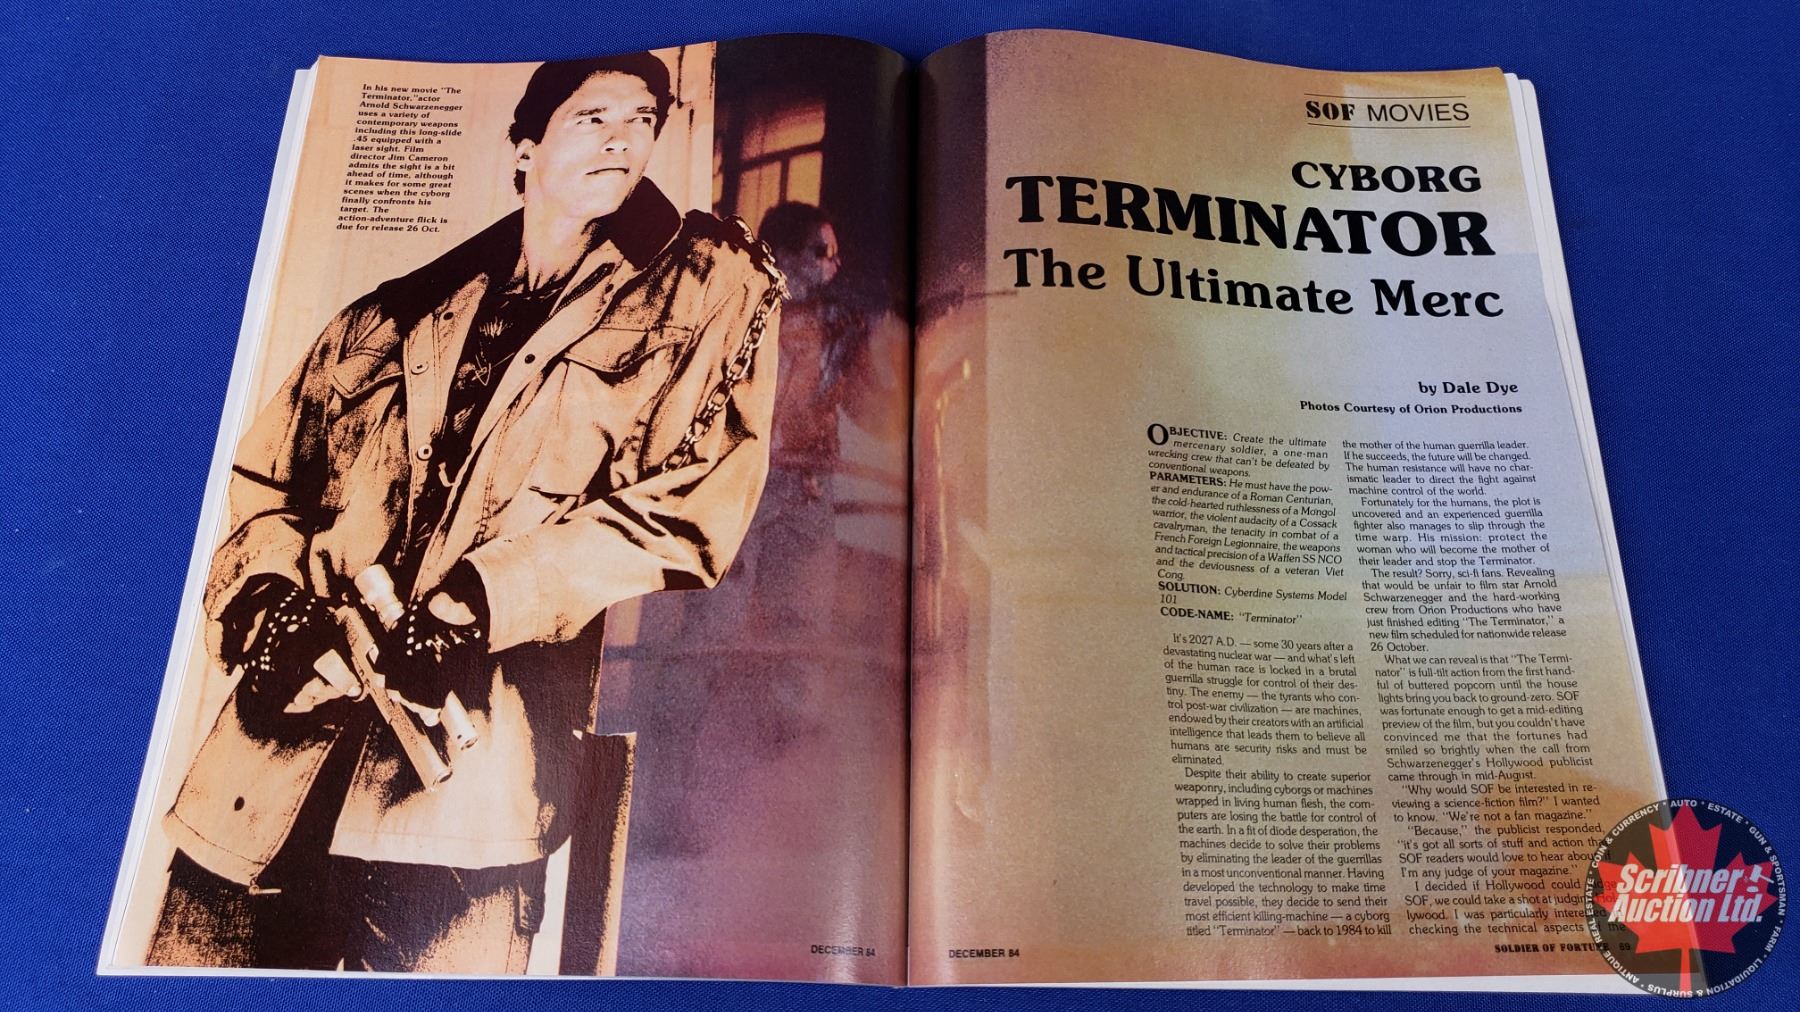 In his new movie "The
Terminator,"actor
Arnold Schwarzenegger
uses a variety of
contemporary weapons
including this long-slide
.45 equipped with a
laser sight. Film
director Jim Cameron
admits the sight is a bit
ahead of time, although
it makes for some great
scenes when the cyborg
finally confronts his
target. The
action-adventure flick is
due for release 26 Oct.
DECEMBER 84
SOF MOVIES
CYBORG
TERMINATOR
The Ultimate Merc
by Dale Dye
Photos Courtesy of Orion Productions
OBJECTIVE: Create the ultimate
mercenary soldier, a one-man
wrecking crew that can't be defeated by
conventional weapons.
PARAMETERS: He must have the pow-
er and endurance of a Roman Centurian,
the cold-hearted ruthlessness of a Mongol
warrior, the violent audacity of a Cossack
cavalryman, the tenacity in combat of a
French Foreign Legionnaire, the weapons
and tactical precision of a Waffen SS NCO
and the deviousness of a veteran Viet
Cong.
SOLUTION: Cyberdine Systems Model
101
CODE-NAME: "Terminator"
It's 2027 A.D. — some 30 years after a
devastating nuclear war — and what's left
of the human race is locked in a brutal
guerrilla struggle for control of their des-
tiny. The enemy — the tyrants who con-
trol post-war civilization — are machines,
endowed by their creators with an artificial
intelligence that leads them to believe all
humans are security risks and must be
eliminated.
Despite their ability to create superior
weaponry, including cyborgs or machines
wrapped in living human flesh, the com-
puters are losing the battle for control of
the earth. In a fit of diode desperation, the
machines decide to solve their problems
by eliminating the leader of the guerrillas
in a most unconventional manner. Having
developed the technology to make time
travel possible, they decide to send their
most efficient killing-machine — a cyborg
titled "Terminator" — back to 1984 to kill
the mother of the human guerrilla leader.
If he succeeds, the future will be changed.
The human resistance will have no char-
ismatic leader to direct the fight against
machine control of the world.
Fortunately for the humans, the plot is
uncovered and an experienced guerrilla
fighter also manages to slip through the
time warp. His mission: protect the
woman who will become the mother of
their leader and stop the Terminator.
The result? Sorry, sci-fi fans. Revealing
that would be unfair to film star Arnold
Schwarzenegger and the hard-working
crew from Orion Productions who have
just finished editing "The Terminator," a
new film scheduled for nationwide release
26 October.
What we can reveal is that "The Termi-
nator" is full-tilt action from the first hand-
ful of buttered popcorn until the house
lights bring you back to ground-zero. SOF
was fortunate enough to get a mid-editing
preview of the film, but you couldn't have
convinced me that the fortunes had
smiled so brightly when the call from
Schwarzenegger's Hollywood publicist
came through in mid-August.
"Why would SOF be interested in re-
viewing a science-fiction film?" I wanted
to know. "We're not a fan magazine."
"Because," the publicist responded,
"it's got all sorts of stuff and action
SOF readers would love to hear about
I'm any judge of your magazine."
I decided if Hollywood could
SOF, we could take a shot at judging
lywood. I was particularly interested
checking the technical aspects of the
DECEMBER 84
SOLDIER OF FORTUNE 69
Scribner
Auction Ltd.
AUTO • ESTATE • GUN & SPORTSMAN • FARM • LIQUIDATION & SURPLUS • ANTIQUE • REAL ESTATE • COIN & CURRENCY